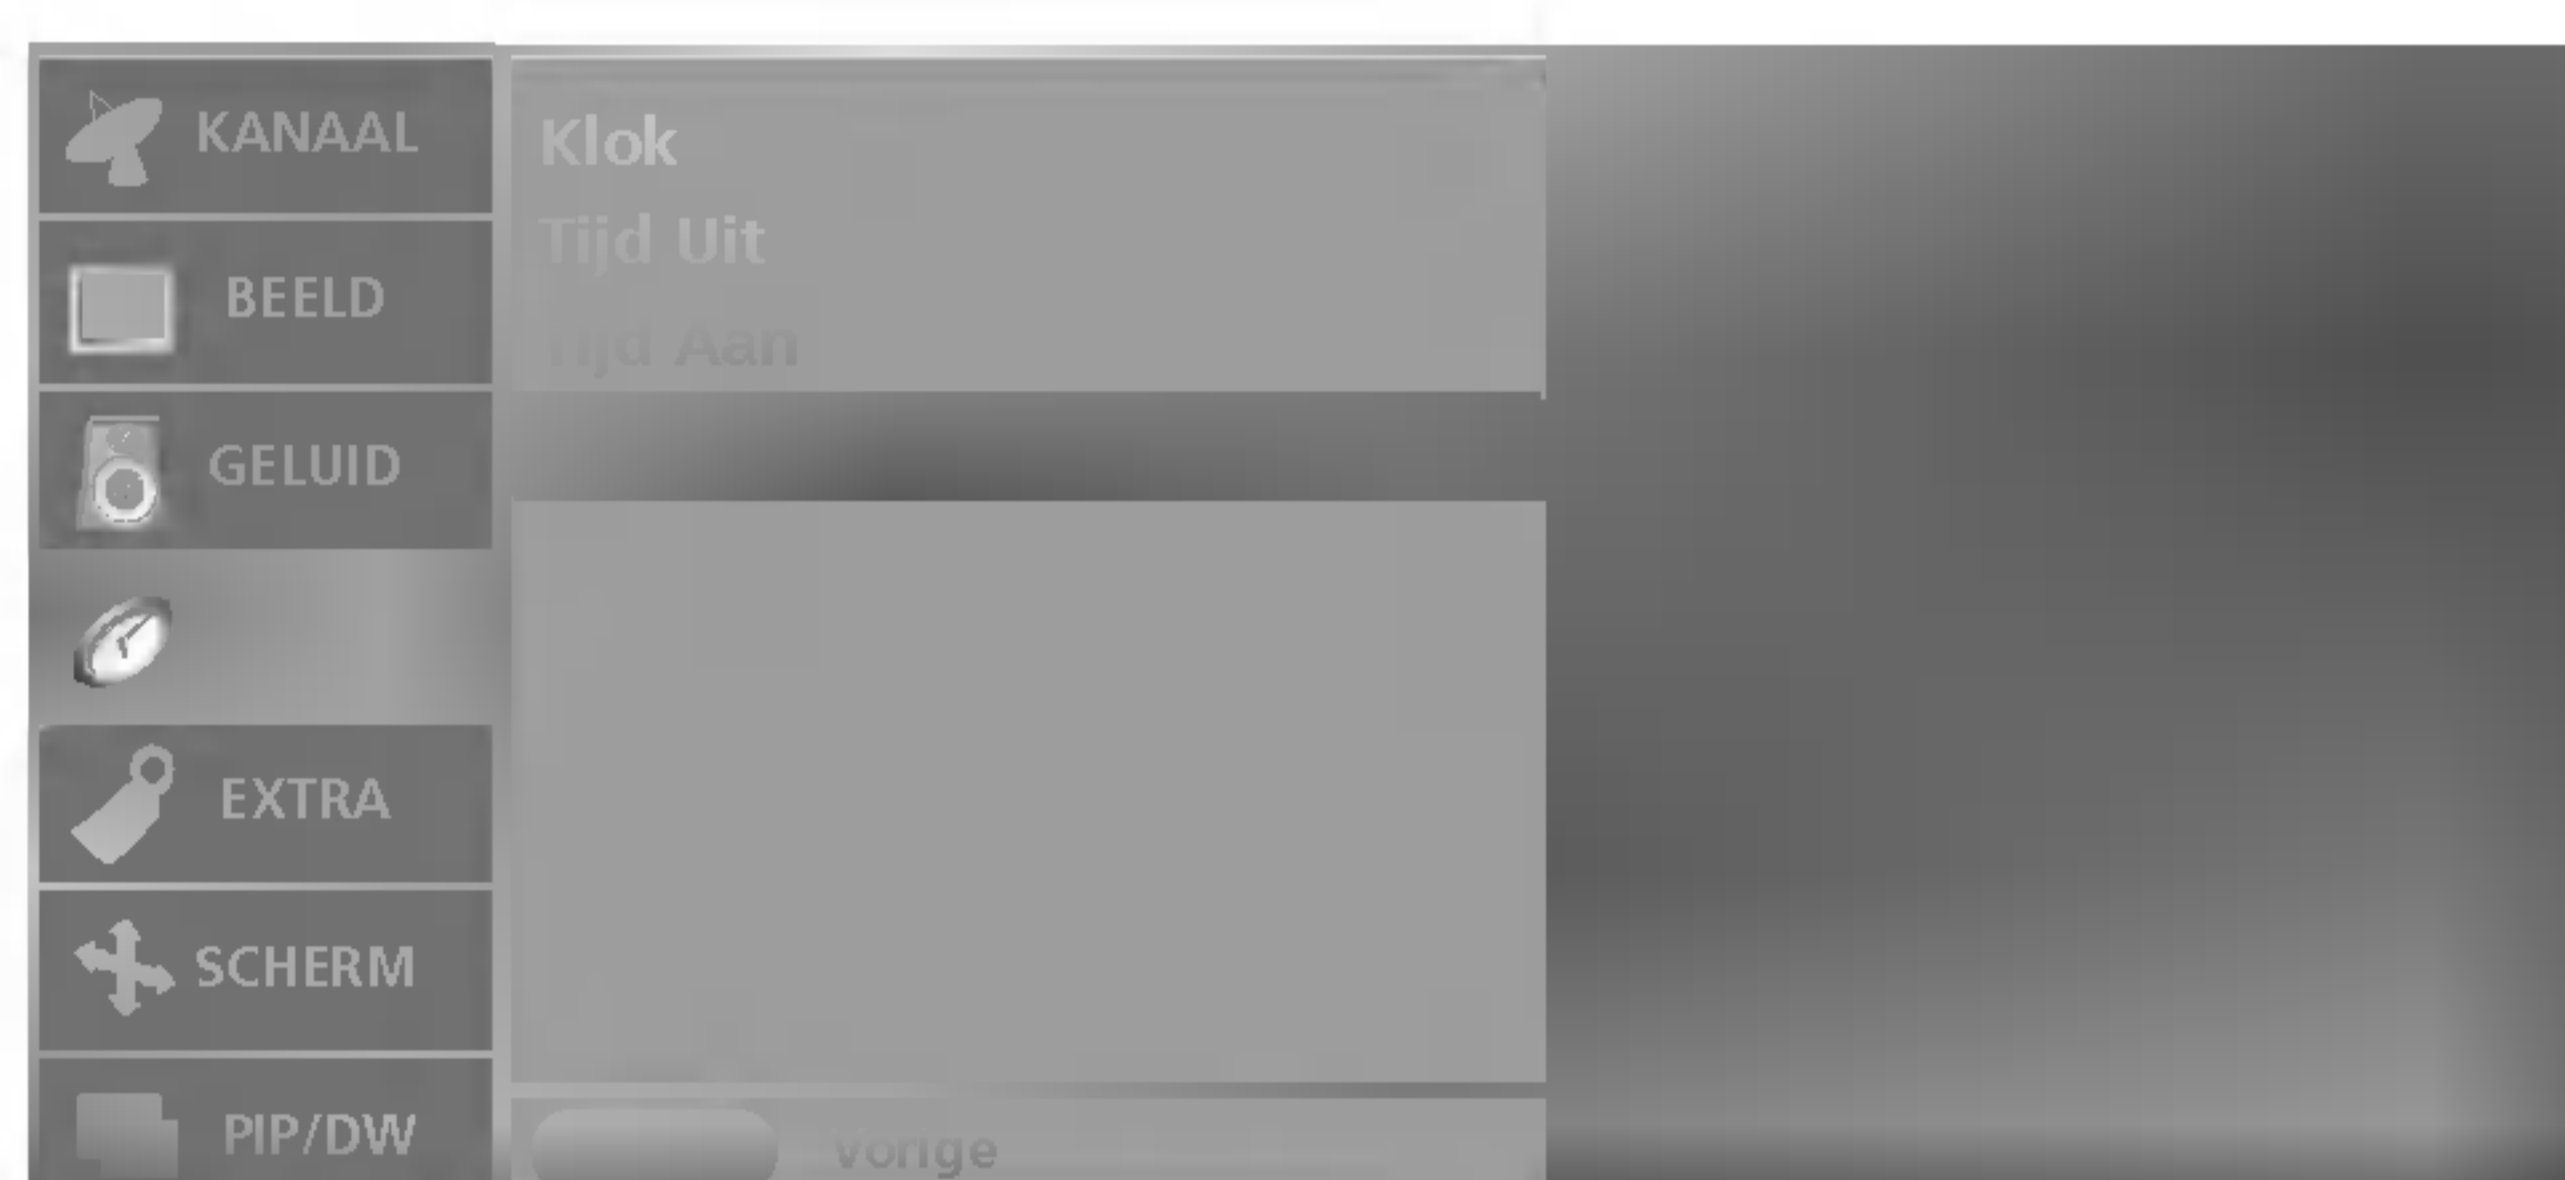 KANAAL
BEELD
GELUID
EXTRA
SCHERM
PIP/DW
Klok
Tijd Uit
Tijd Aan
Vorige